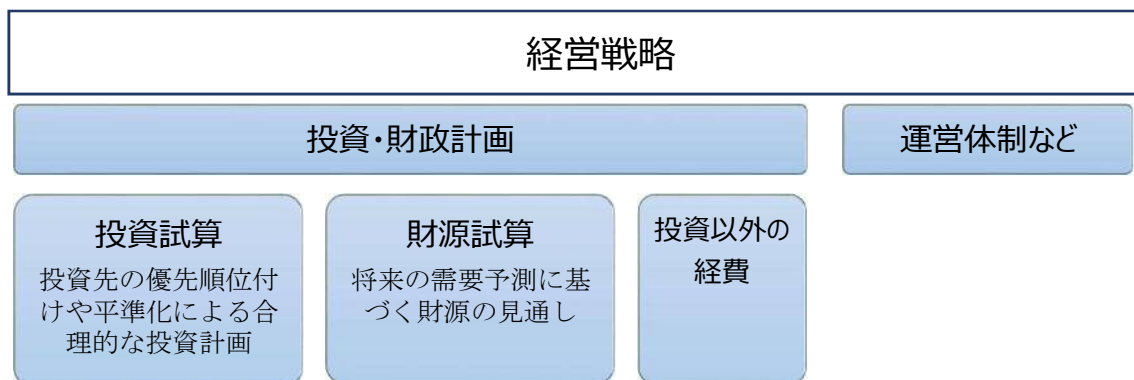 経営戦略
投資・財政計画
運営体制など
投資試算
投資先の優先順位付
けや平準化による合
理的な投資計画
財源試算
将来の需要予測に基
づく財源の見通し
投資以外の
経費